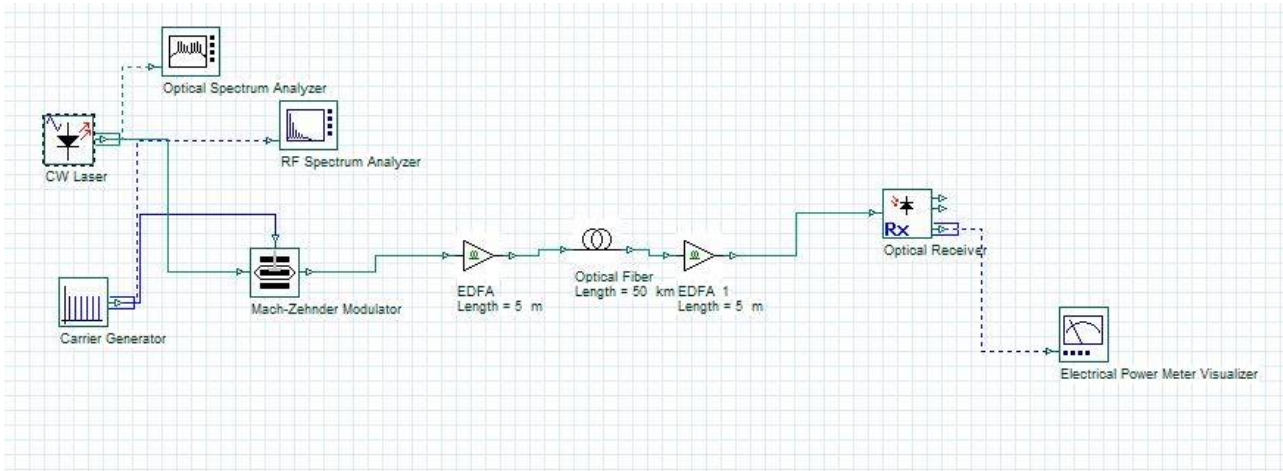 Optical Spectrum Analyzer
CW Laser
RF Spectrum Analyzer
Rx
Optical Receiver
Mach-Zehnder Modulator
EDFA
Length = 5 m
Optical Fiber
Length = 50 km
EDFA 1
Length = 5 m
Carrier Generator
Electrical Power Meter Visualizer